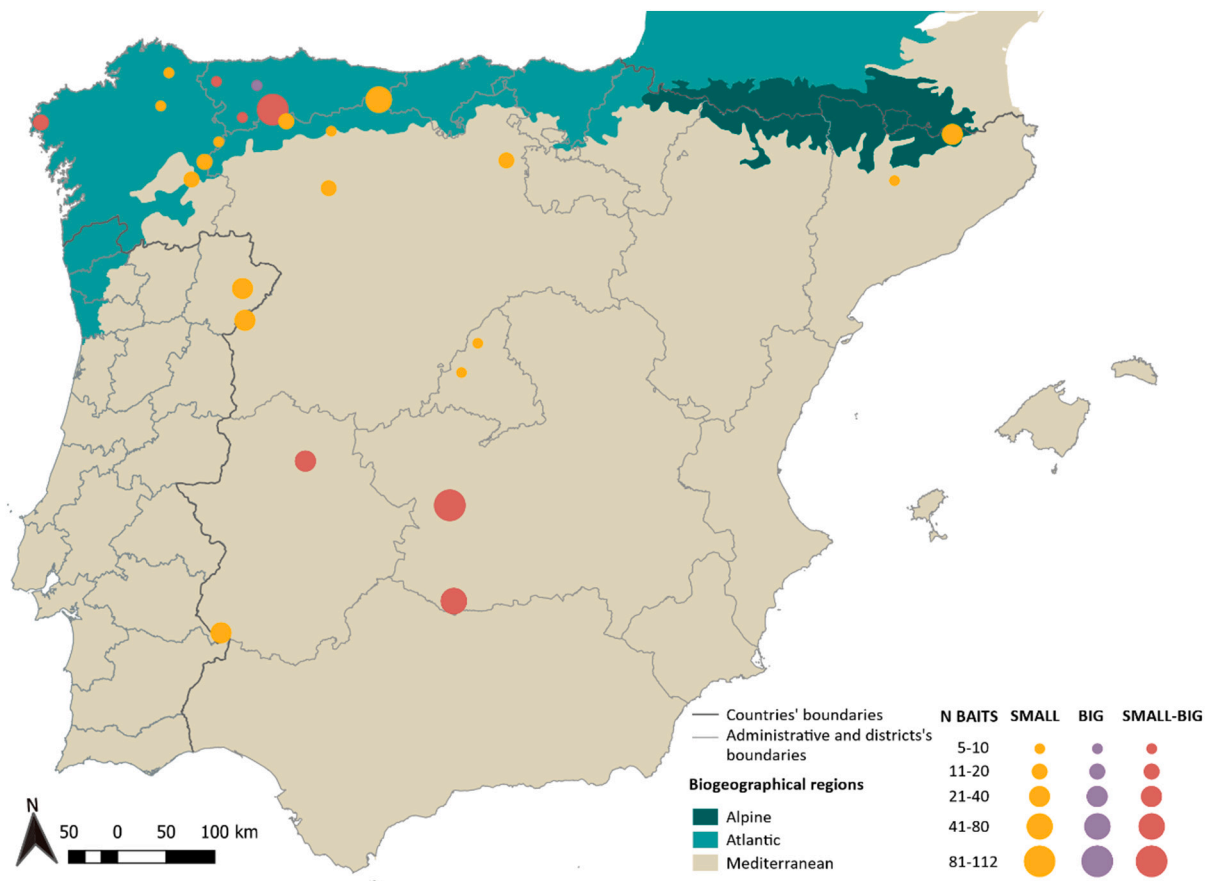 Countries' boundaries
Administrative and districts's
boundaries
Biogeographical regions
Alpine
Atlantic
Mediterranean
N BAITS SMALL BIG SMALL-BIG
5-10
11-20
21-40
41-80
81-112
N
50 0 50 100 km